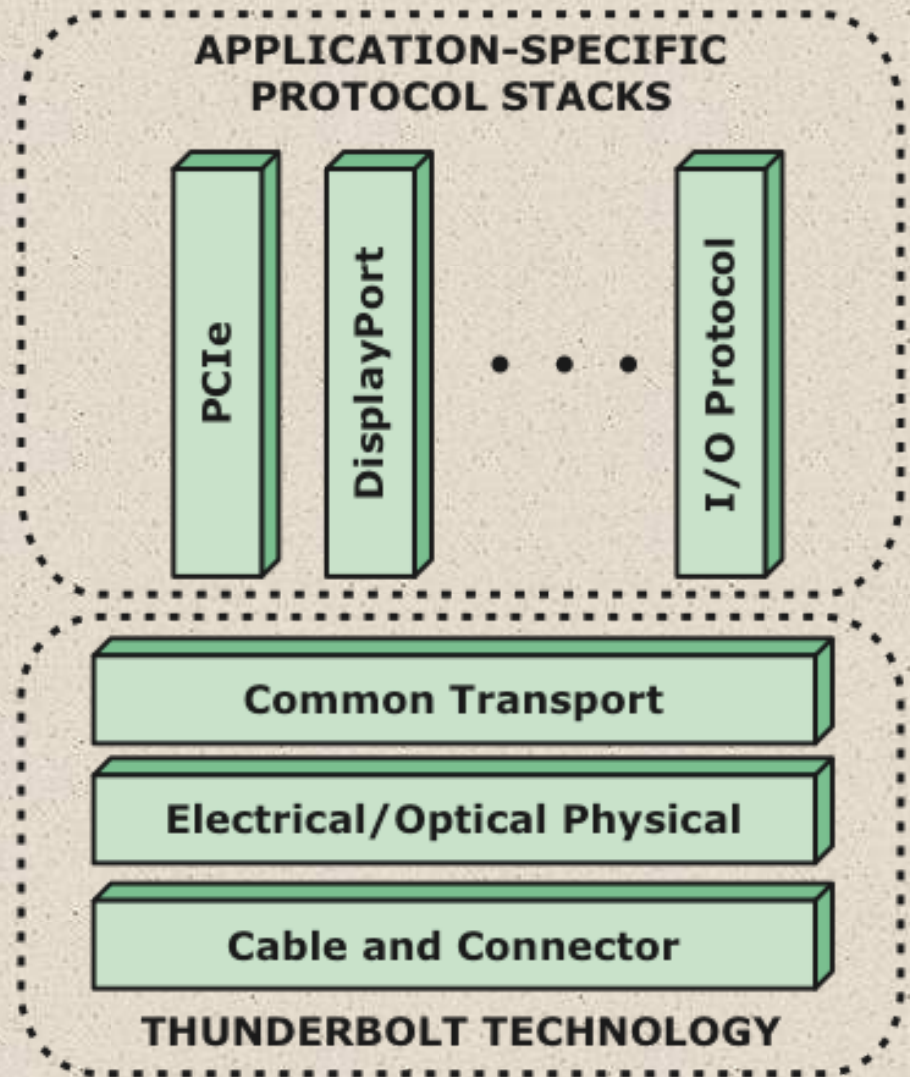 APPLICATION-SPECIFIC
PROTOCOL STACKS
PCIe
DisplayPort
I/O Protocol
Common Transport
Electrical/Optical Physical
Cable and Connector
THUNDERBOLT TECHNOLOGY